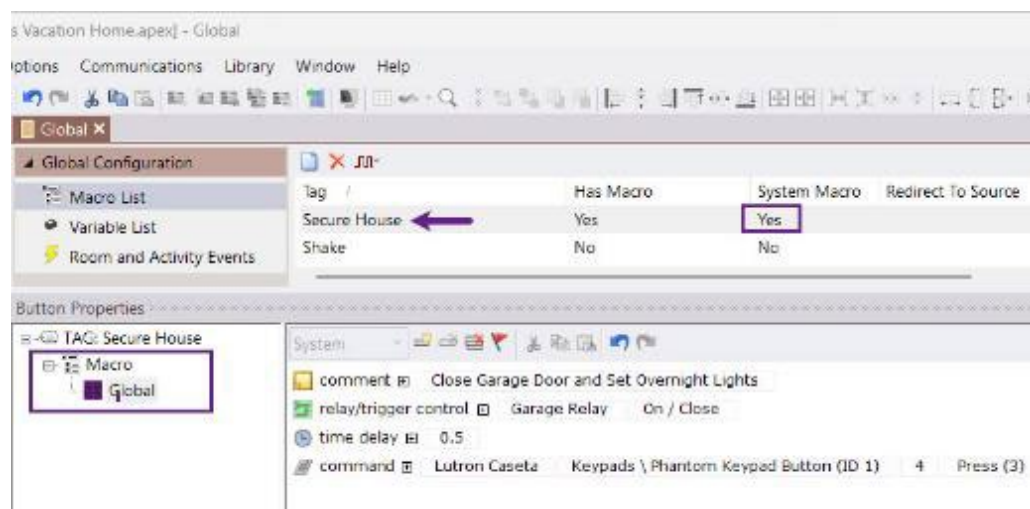 s Vacation Home.apex] - Global
ptions Communications Library Window Help
Global
Global Configuration
Macro List
Variable List
Room and Activity Events
Tag Has Macro System Macro Redirect To Source
Secure House Yes Yes
Shake No No
Button Properties
TAG: Secure House
Macro
Global
System
comment Close Garage Door and Set Overnight Lights
relay/trigger control Garage Relay On / Close
time delay 0.5
command Lutron Caseta Keypads \ Phantom Keypad Button (ID 1) 4 Press (3)